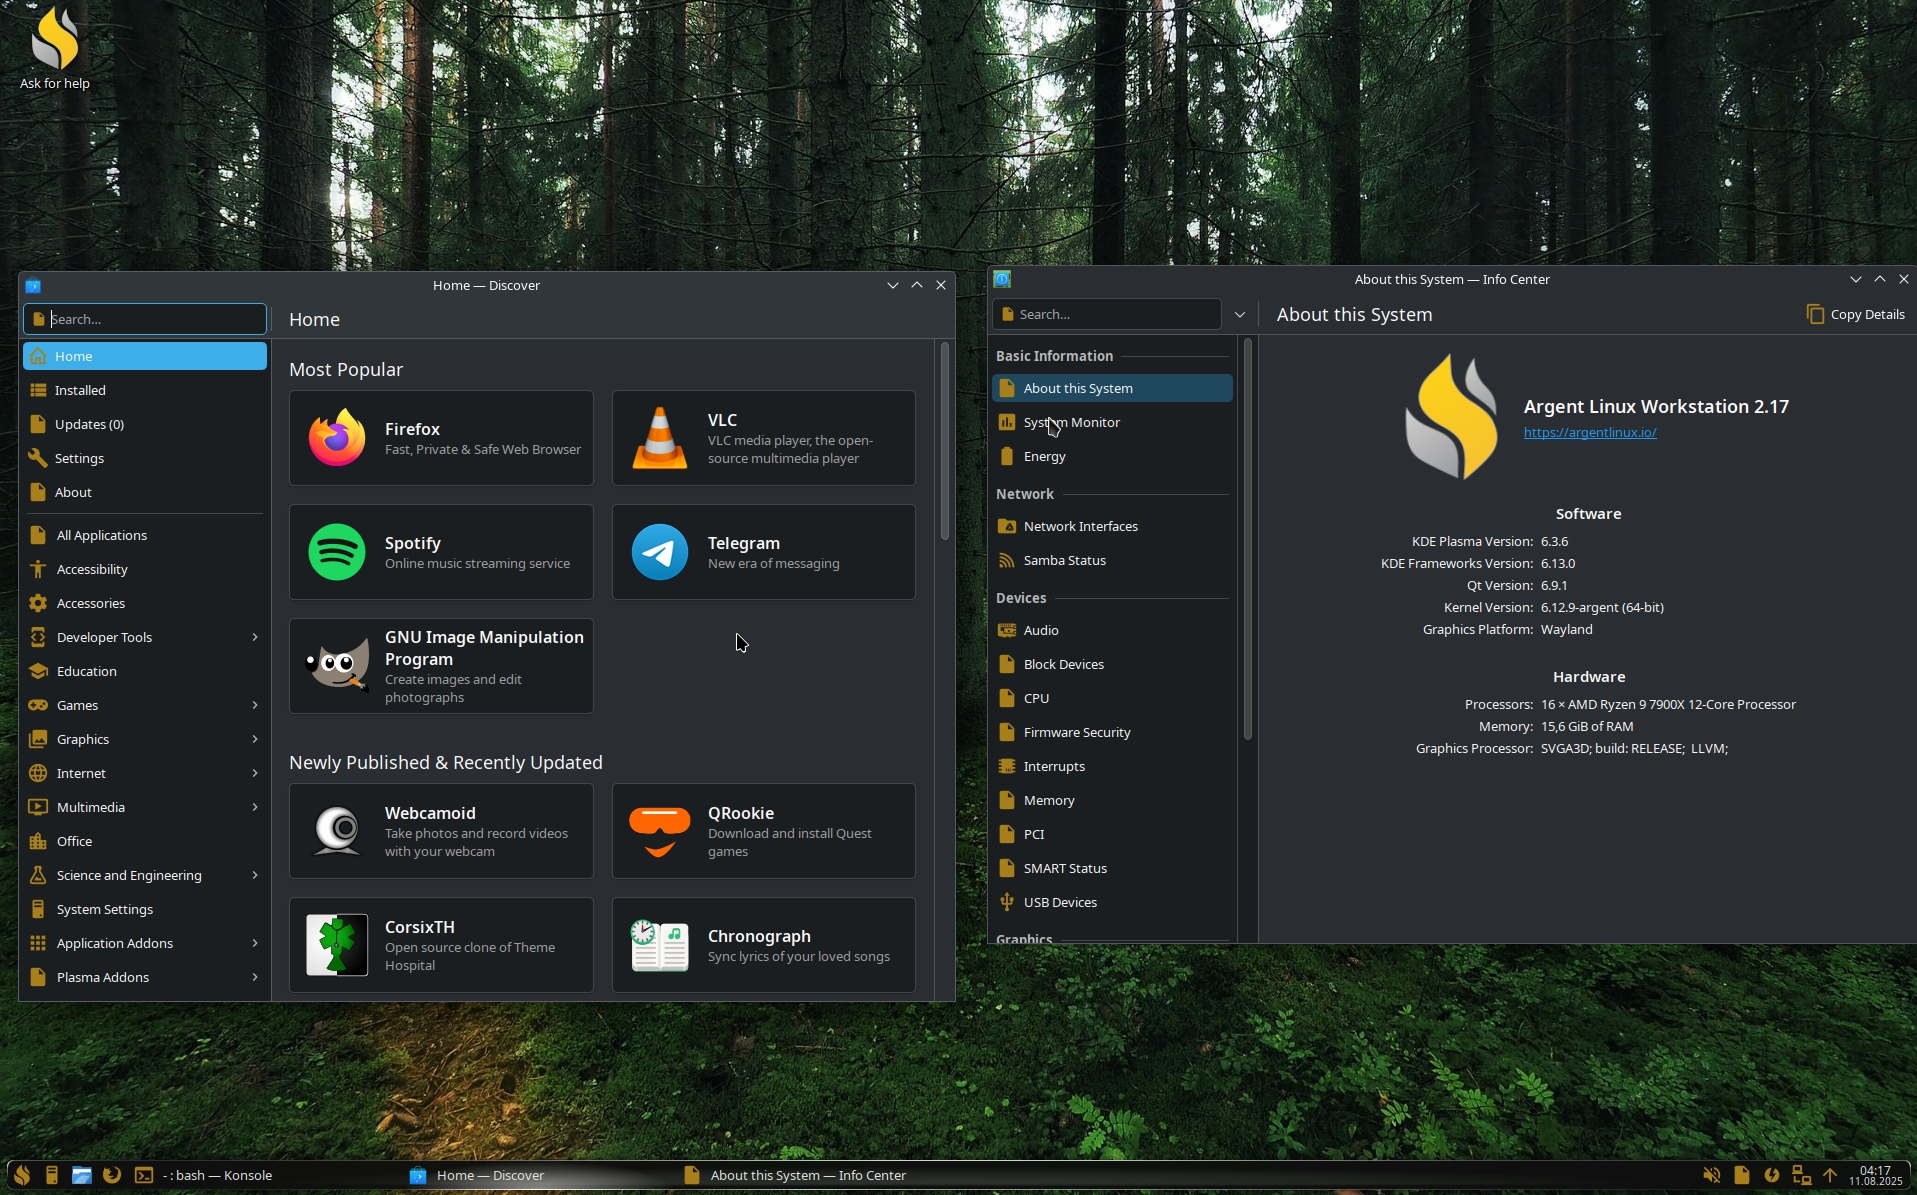 Ask for help
Home — Discover
Search...
Home
Home
Installed
Updates (0)
Settings
About
All Applications
Accessibility
Accessories
Developer Tools
Education
Games
Graphics
Internet
Multimedia
Office
Science and Engineering
System Settings
Application Addons
Plasma Addons
Most Popular
Firefox
Fast, Private & Safe Web Browser
VLC
VLC media player, the open-
source multimedia player
Spotify
Online music streaming service
Telegram
New era of messaging
GNU Image Manipulation
Program
Create images and edit
photographs
Newly Published & Recently Updated
Webcamoid
Take photos and record videos
with your webcam
QRookie
Download and install Quest
games
CorsixTH
Open source clone of Theme
Hospital
Chronograph
Sync lyrics of your loved songs
About this System — Info Center
Search...
About this System
Copy Details
Basic Information
About this System
System Monitor
Energy
Network
Network Interfaces
Samba Status
Devices
Audio
Block Devices
CPU
Firmware Security
Interrupts
Memory
PCI
SMART Status
USB Devices
Graphics
Argent Linux Workstation 2.17
https://argentlinux.io/
Software
KDE Plasma Version: 6.3.6
KDE Frameworks Version: 6.13.0
Qt Version: 6.9.1
Kernel Version: 6.12.9-argent (64-bit)
Graphics Platform: Wayland
Hardware
Processors: 16 × AMD Ryzen 9 7900X 12-Core Processor
Memory: 15,6 GiB of RAM
Graphics Processor: SVGA3D; build: RELEASE; LLVM;
- : bash — Konsole
Home — Discover
About this System — Info Center
04:17
11.08.2025